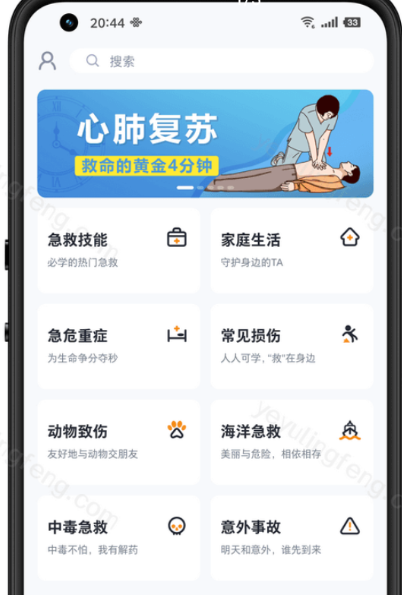 20:44
33
搜索
心肺复苏
救命的黄金4分钟
急救技能
必学的热门急救
家庭生活
守护身边的TA
急危重症
为生命争分夺秒
常见损伤
人人可学，“救”在身边
动物致伤
友好地与动物交朋友
海洋急救
美丽与危险，相依相存
中毒急救
中毒不怕，我有解药
意外事故
明天和意外，谁先到来
yeyulingfeng.com